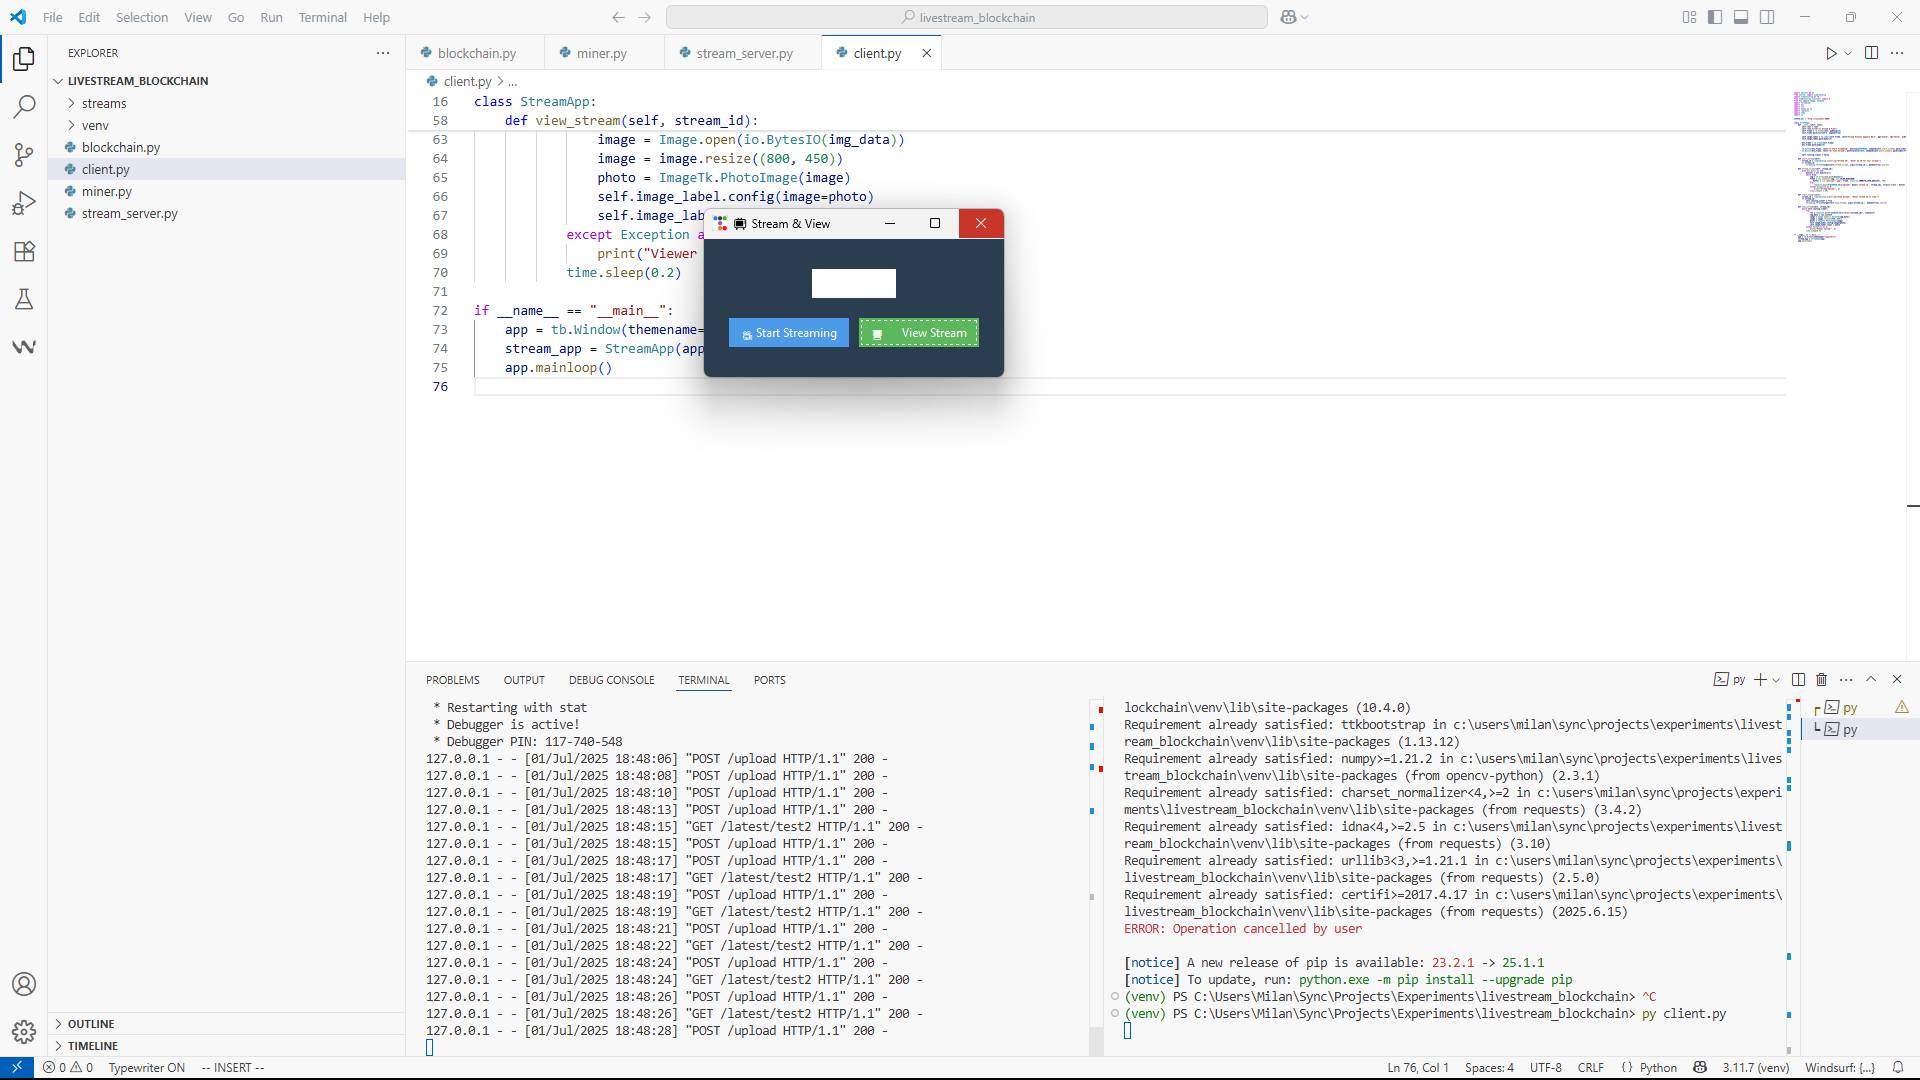 File Edit Selection View Go Run Terminal Help
livestream_blockchain
EXPLORER
LIVESTREAM_BLOCKCHAIN
streams
venv
blockchain.py
client.py
miner.py
stream_server.py
OUTLINE
TIMELINE
blockchain.py miner.py stream_server.py client.py
client.py > ...
16 class StreamApp:
58 def view_stream(self, stream_id):
63 image = Image.open(io.BytesIO(img_data))
64 image = image.resize((800, 450))
65 photo = ImageTk.PhotoImage(image)
66 self.image_label.config(image=photo)
67 self.image_lab
68 except Exception a
69 print("Viewer
70 time.sleep(0.2)
71
72 if __name__ == "__main__":
73 app = tb.Window(themename=
74 stream_app = StreamApp(app
75 app.mainloop()
76
Stream & View
Start Streaming
View Stream
PROBLEMS OUTPUT DEBUG CONSOLE TERMINAL PORTS
py
* Restarting with stat
* Debugger is active!
* Debugger PIN: 117-740-548
127.0.0.1 - - [01/Jul/2025 18:48:06] "POST /upload HTTP/1.1" 200 -
127.0.0.1 - - [01/Jul/2025 18:48:08] "POST /upload HTTP/1.1" 200 -
127.0.0.1 - - [01/Jul/2025 18:48:10] "POST /upload HTTP/1.1" 200 -
127.0.0.1 - - [01/Jul/2025 18:48:13] "POST /upload HTTP/1.1" 200 -
127.0.0.1 - - [01/Jul/2025 18:48:15] "GET /latest/test2 HTTP/1.1" 200 -
127.0.0.1 - - [01/Jul/2025 18:48:15] "POST /upload HTTP/1.1" 200 -
127.0.0.1 - - [01/Jul/2025 18:48:17] "POST /upload HTTP/1.1" 200 -
127.0.0.1 - - [01/Jul/2025 18:48:17] "GET /latest/test2 HTTP/1.1" 200 -
127.0.0.1 - - [01/Jul/2025 18:48:19] "POST /upload HTTP/1.1" 200 -
127.0.0.1 - - [01/Jul/2025 18:48:19] "GET /latest/test2 HTTP/1.1" 200 -
127.0.0.1 - - [01/Jul/2025 18:48:21] "POST /upload HTTP/1.1" 200 -
127.0.0.1 - - [01/Jul/2025 18:48:22] "GET /latest/test2 HTTP/1.1" 200 -
127.0.0.1 - - [01/Jul/2025 18:48:24] "POST /upload HTTP/1.1" 200 -
127.0.0.1 - - [01/Jul/2025 18:48:24] "GET /latest/test2 HTTP/1.1" 200 -
127.0.0.1 - - [01/Jul/2025 18:48:26] "POST /upload HTTP/1.1" 200 -
127.0.0.1 - - [01/Jul/2025 18:48:26] "GET /latest/test2 HTTP/1.1" 200 -
127.0.0.1 - - [01/Jul/2025 18:48:28] "POST /upload HTTP/1.1" 200 -
lockchain\venv\lib\site-packages (10.4.0)
Requirement already satisfied: ttkbootstrap in c:\users\milan\sync\projects\experiments\livest
ream_blockchain\venv\lib\site-packages (1.13.12)
Requirement already satisfied: numpy>=1.21.2 in c:\users\milan\sync\projects\experiments\lives
tream_blockchain\venv\lib\site-packages (from opencv-python) (2.3.1)
Requirement already satisfied: charset_normalizer<4,>=2 in c:\users\milan\sync\projects\experi
ments\livestream_blockchain\venv\lib\site-packages (from requests) (3.4.2)
Requirement already satisfied: idna<4,>=2.5 in c:\users\milan\sync\projects\experiments\livest
ream_blockchain\venv\lib\site-packages (from requests) (3.10)
Requirement already satisfied: urllib3<3,>=1.21.1 in c:\users\milan\sync\projects\experiments\
livestream_blockchain\venv\lib\site-packages (from requests) (2.5.0)
Requirement already satisfied: certifi>=2017.4.17 in c:\users\milan\sync\projects\experiments\
livestream_blockchain\venv\lib\site-packages (from requests) (2025.6.15)
ERROR: Operation cancelled by user
[notice] A new release of pip is available: 23.2.1 -> 25.1.1
[notice] To update, run: python.exe -m pip install --upgrade pip
(venv) PS C:\Users\Milan\Sync\Projects\Experiments\livestream_blockchain> ^C
(venv) PS C:\Users\Milan\Sync\Projects\Experiments\livestream_blockchain> py client.py
py
py
0 0 Typewriter ON -- INSERT -- Ln 76, Col 1 Spaces: 4 UTF-8 CRLF { } Python 3.11.7 (venv) Windsurf: {...}